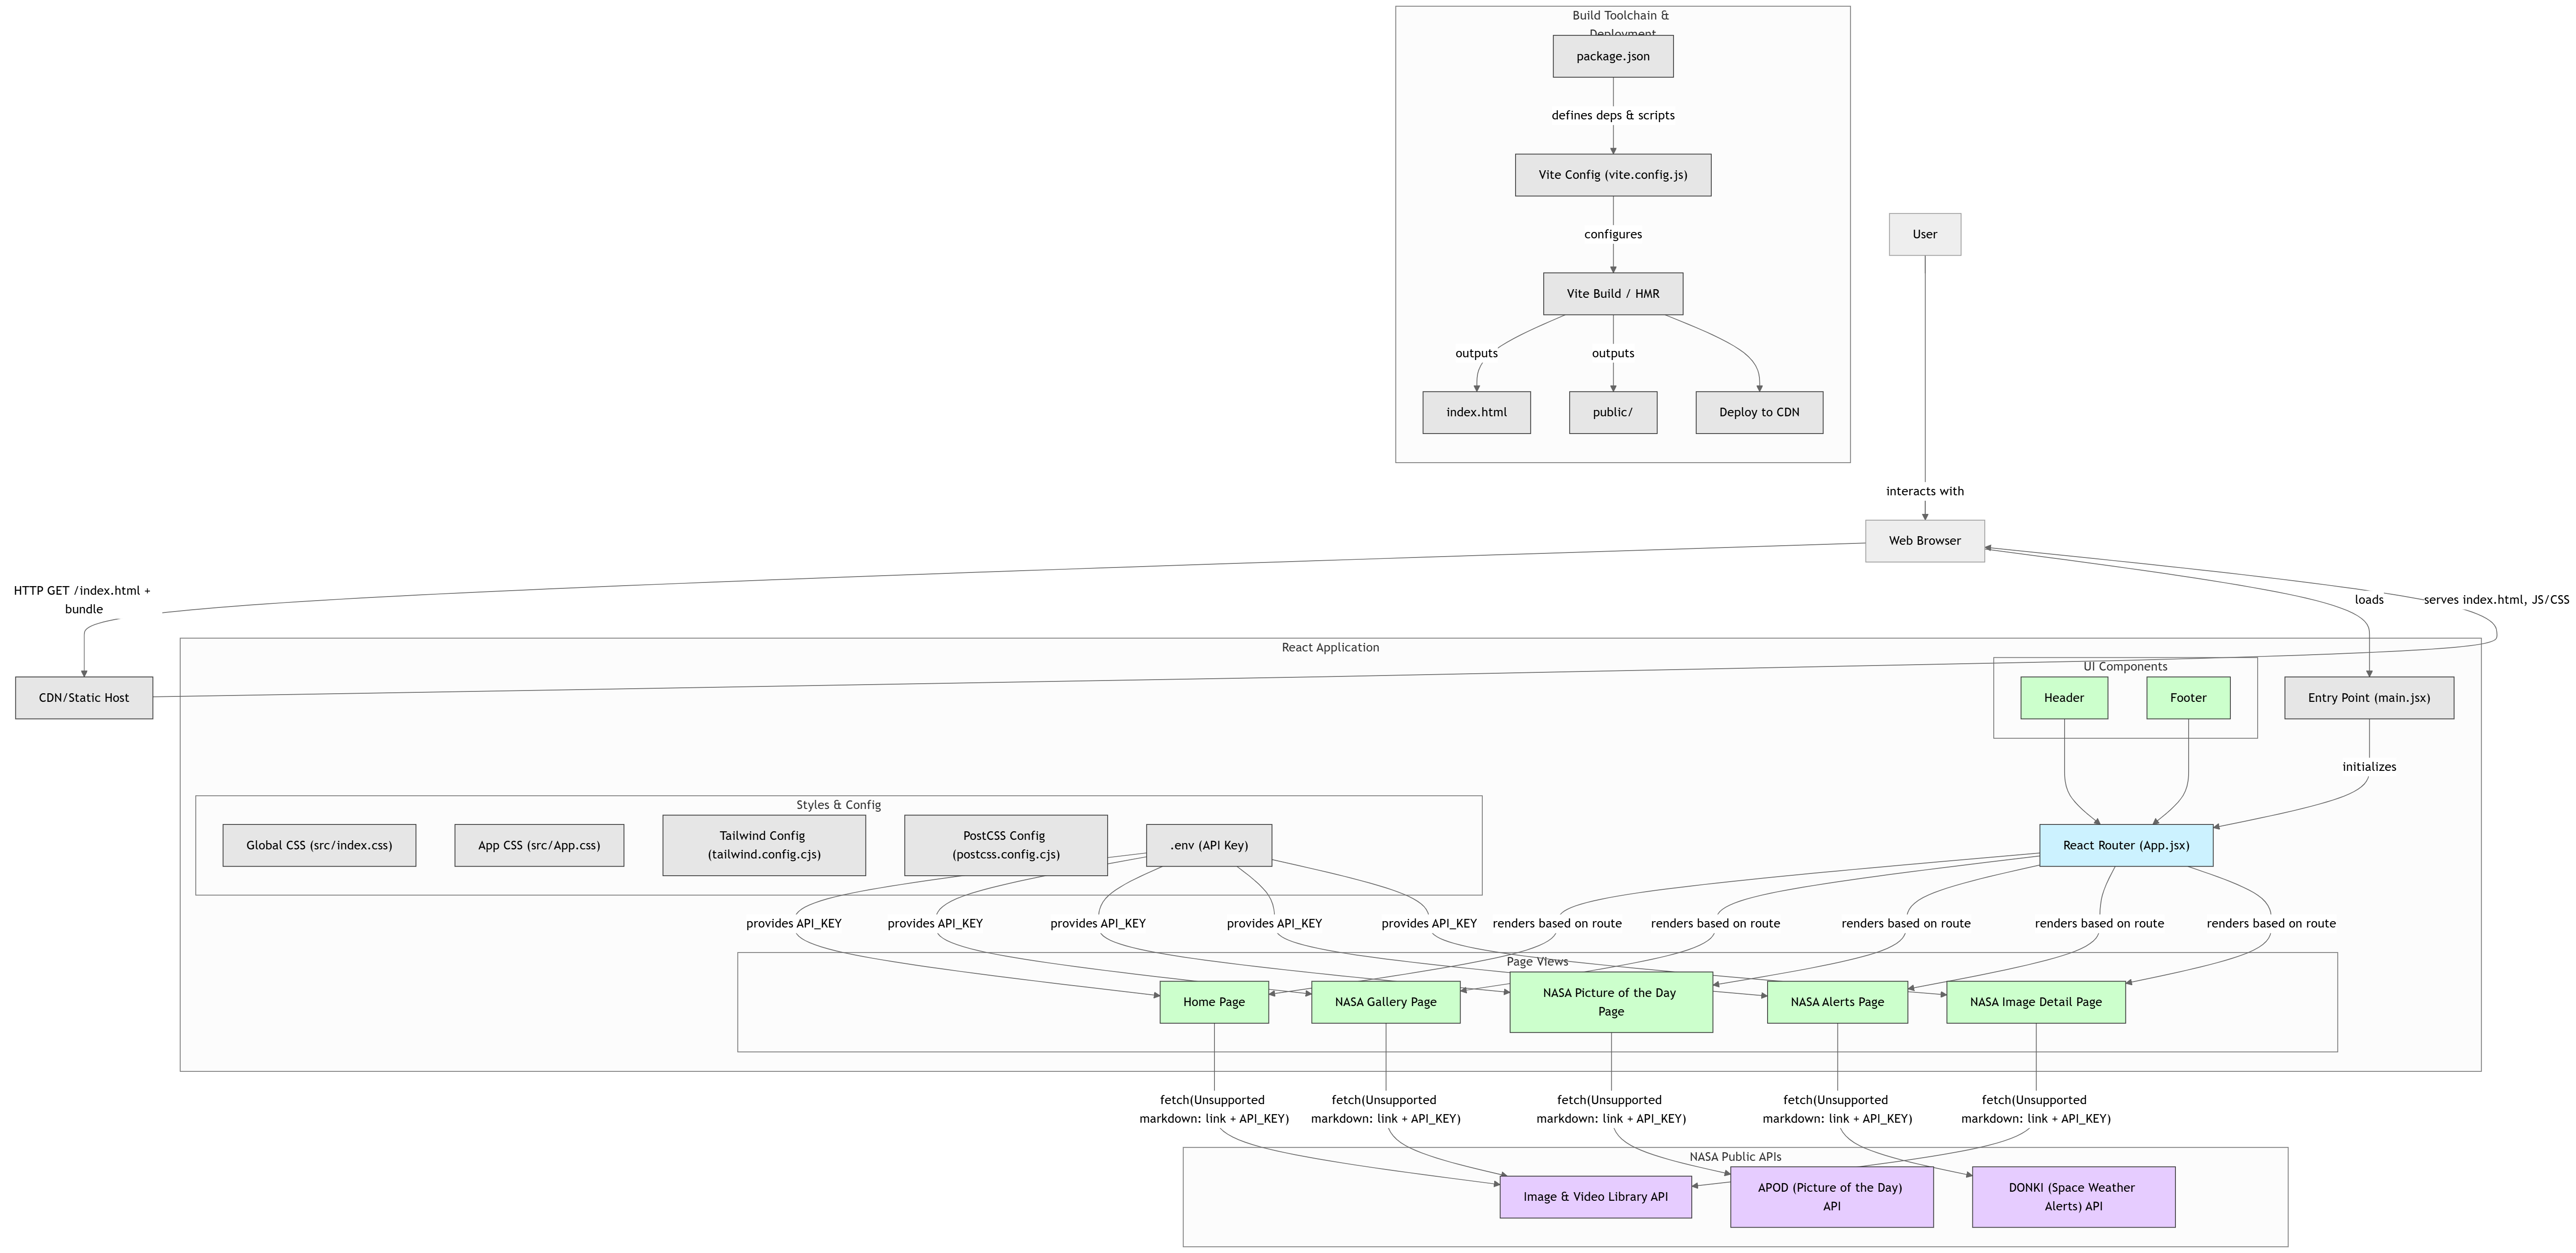 Build Toolchain &
Deployment
package.json
defines deps & scripts
Vite Config (vite.config.js)
configures
User
Vite Build / HMR
outputs
outputs
index.html
public/
Deploy to CDN
interacts with
Web Browser
HTTP GET /index.html +
bundle
loads
serves index.html, JS/CSS
React Application
UI Components
CDN/Static Host
Header
Footer
Entry Point (main.jsx)
initializes
Styles & Config
Global CSS (src/index.css)
App CSS (src/App.css)
Tailwind Config
(tailwind.config.cjs)
PostCSS Config
(postcss.config.cjs)
.env (API Key)
React Router (App.jsx)
provides API_KEY
provides API_KEY
provides API_KEY
provides API_KEY
provides API_KEY
renders based on route
renders based on route
renders based on route
renders based on route
renders based on route
Page Views
Home Page
NASA Gallery Page
NASA Picture of the Day
Page
NASA Alerts Page
NASA Image Detail Page
fetch(Unsupported
markdown: link + API_KEY)
fetch(Unsupported
markdown: link + API_KEY)
fetch(Unsupported
markdown: link + API_KEY)
fetch(Unsupported
markdown: link + API_KEY)
fetch(Unsupported
markdown: link + API_KEY)
NASA Public APIs
Image & Video Library API
APOD (Picture of the Day)
API
DONKI (Space Weather
Alerts) API